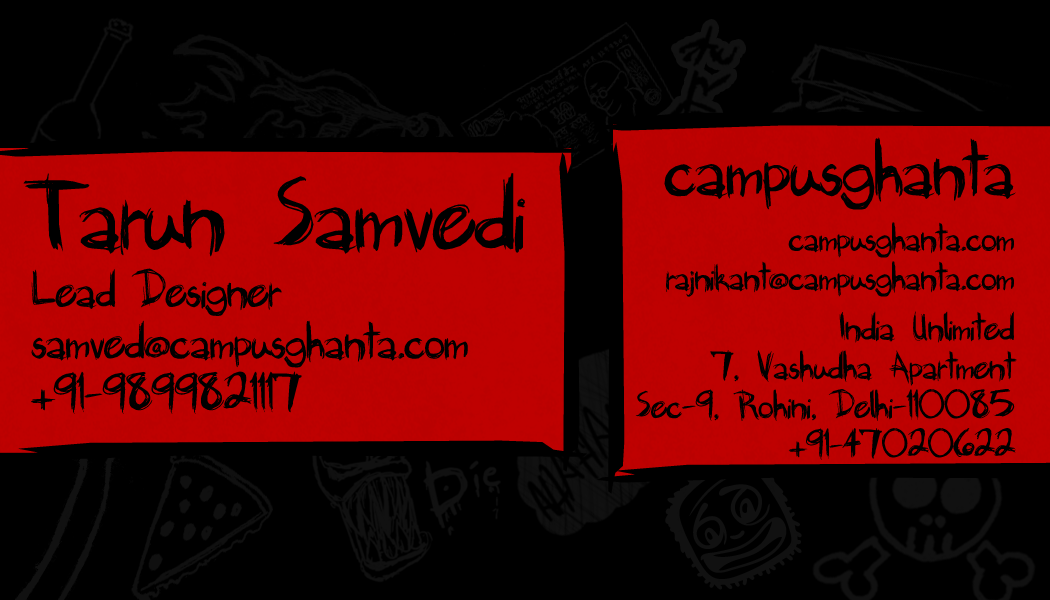 Tarun Samvedi
Lead Designer
samved@campusghanta.com
+91-9899821117
campusghanta
campusghanta.com
rajnikant@campusghanta.com
India Unlimited
7, Vashudha Apartment
Sec-9, Rohini, Delhi-110085
+91-47020622